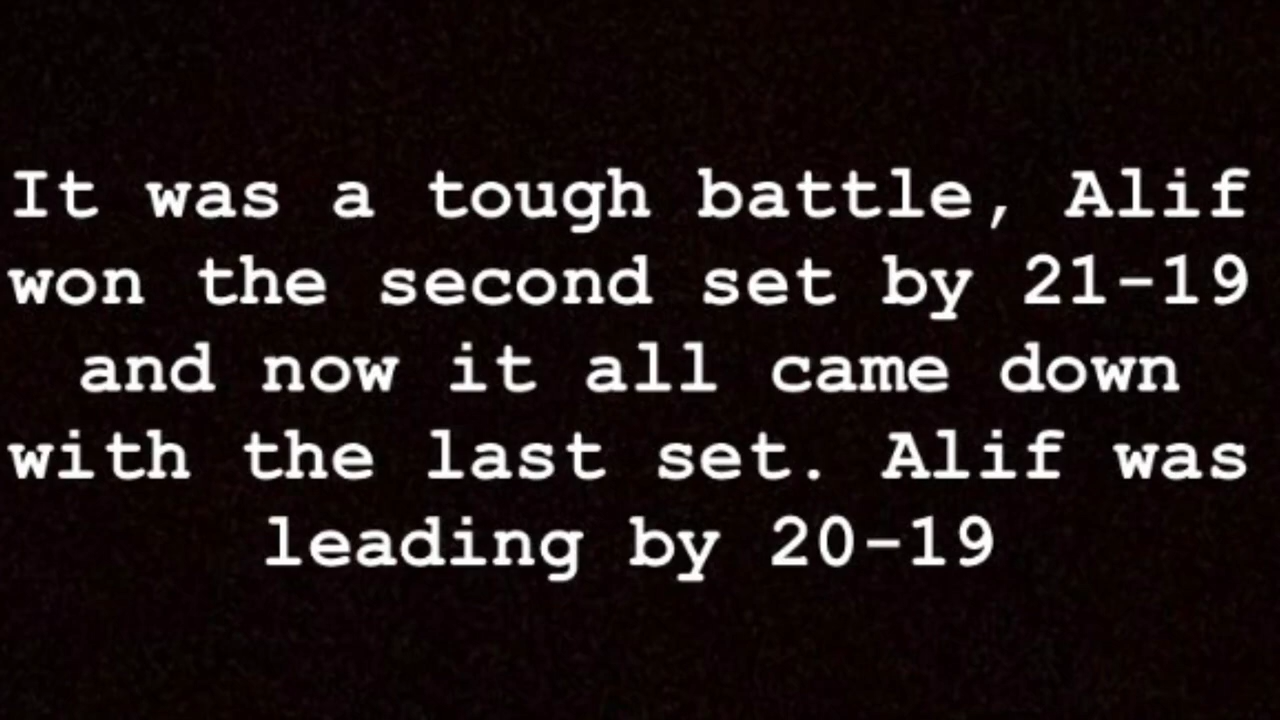 It was a tough battle, Alif
won the second set by 21-19
and now it all came down
with the last set. Alif was
leading by 20-19